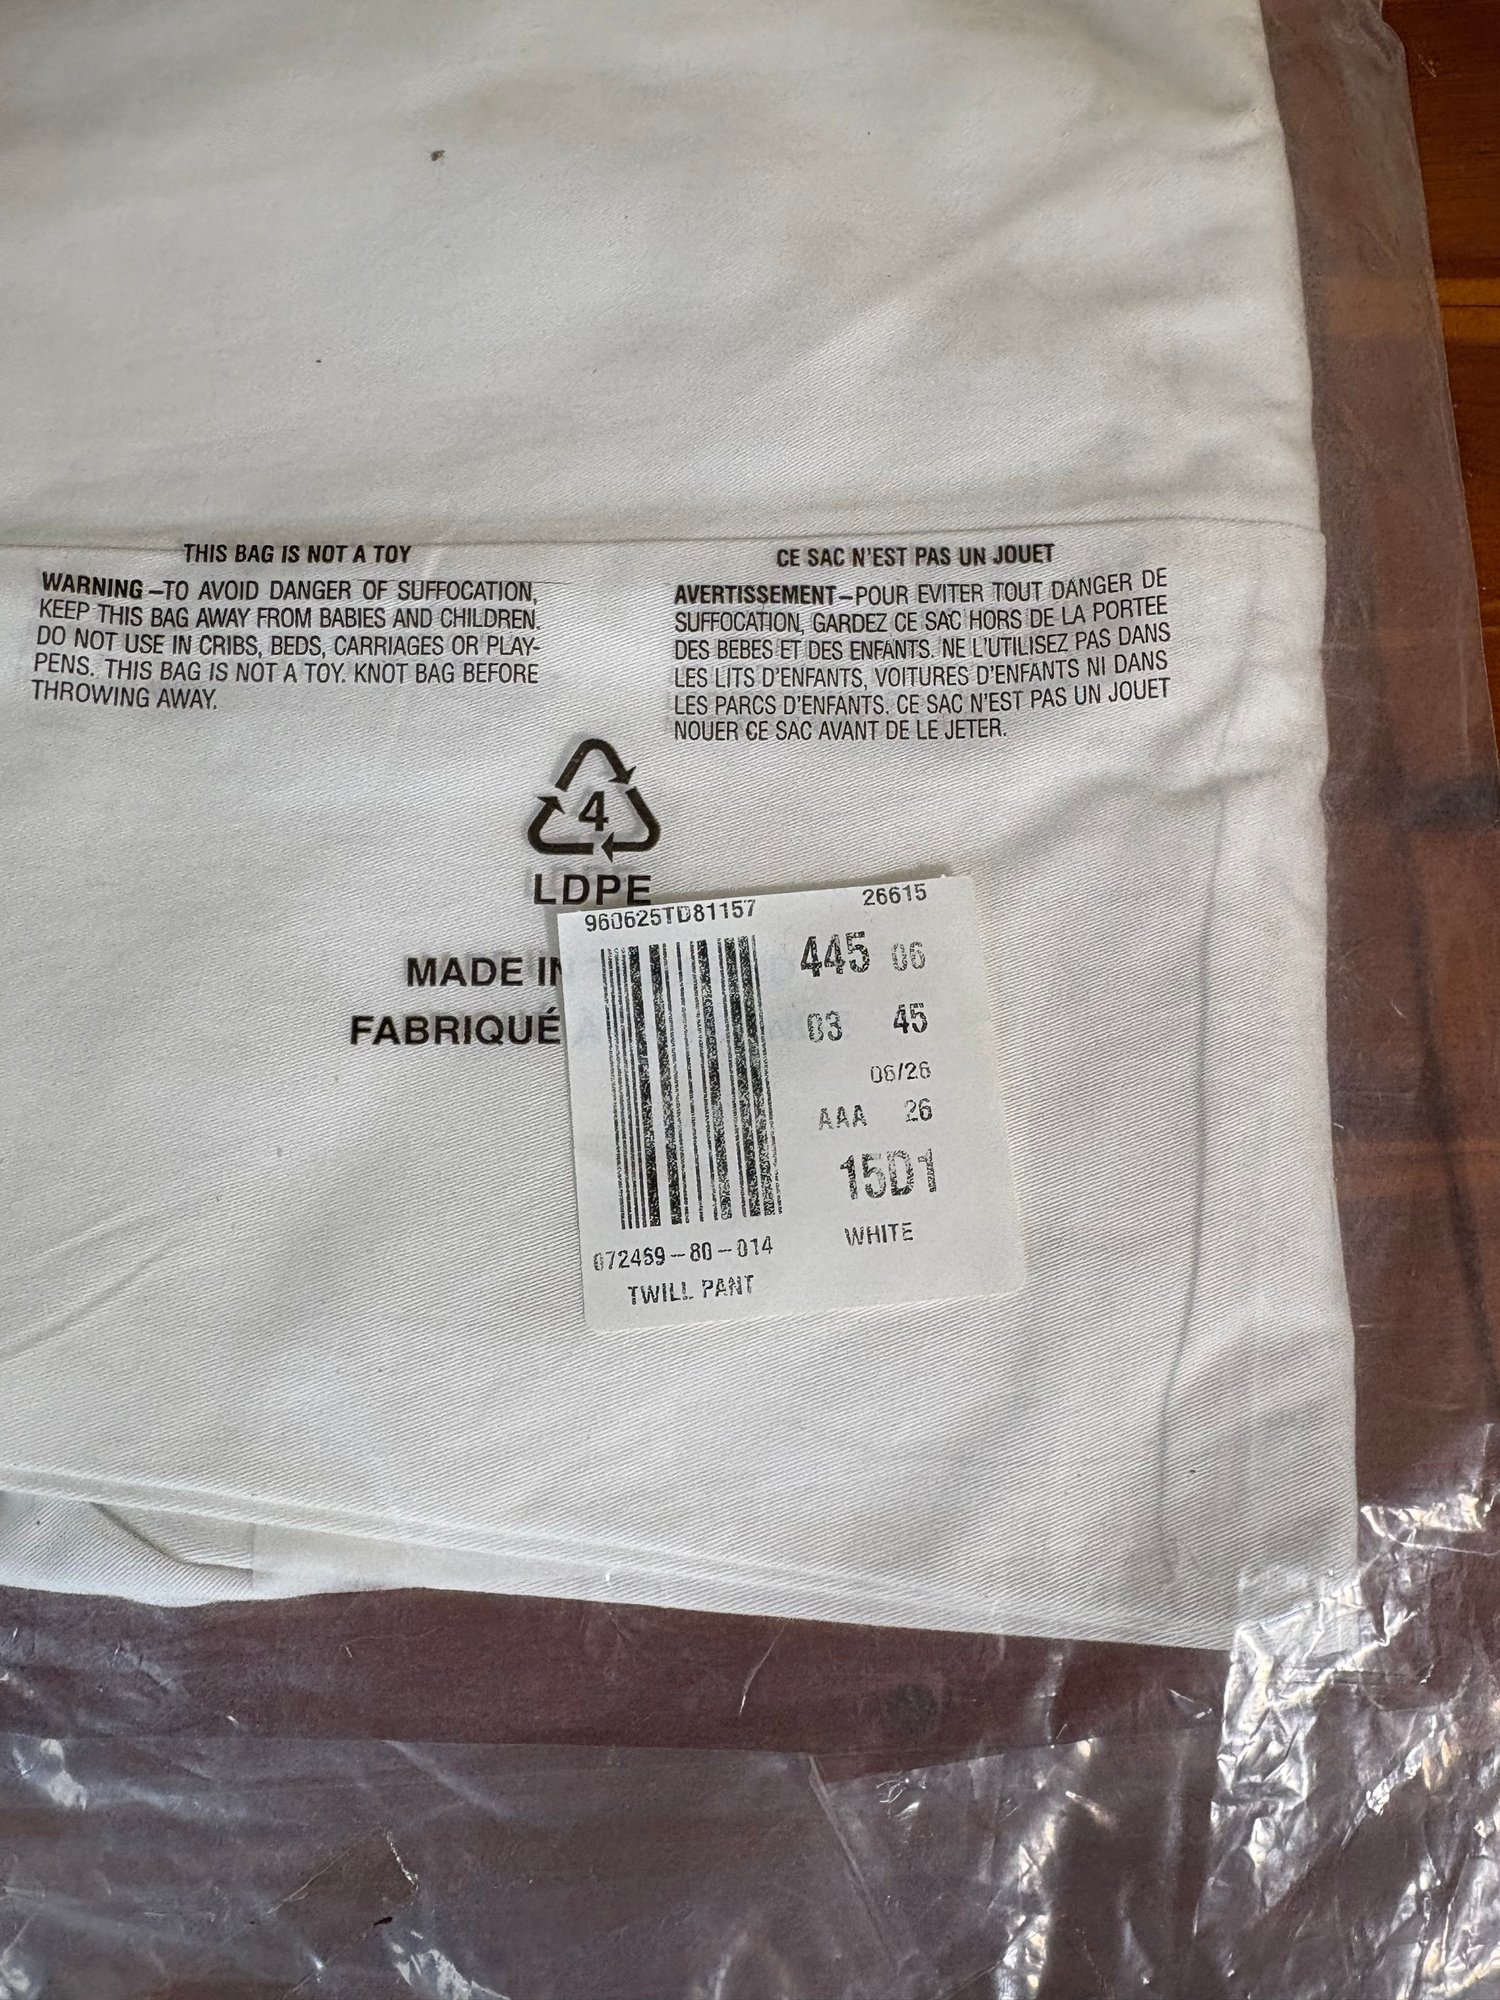 THIS BAG IS NOT A TOY
WARNING–TO AVOID DANGER OF SUFFOCATION,
KEEP THIS BAG AWAY FROM BABIES AND CHILDREN.
DO NOT USE IN CRIBS, BEDS, CARRIAGES OR PLAY-
PENS. THIS BAG IS NOT A TOY. KNOT BAG BEFORE
THROWING AWAY.
CE SAC N'EST PAS UN JOUET
AVERTISSEMENT–POUR EVITER TOUT DANGER DE
SUFFOCATION, GARDEZ CE SAC HORS DE LA PORTEE
DES BEBES ET DES ENFANTS. NE L'UTILISEZ PAS DANS
LES LITS D'ENFANTS, VOITURES D'ENFANTS NI DANS
LES PARCS D'ENFANTS. CE SAC N'EST PAS UN JOUET
NOUER CE SAC AVANT DE LE JETER.
4
LDPE
MADE IN
FABRIQUÉ
960625TD81157 26615
445 06
03 45
06/26
AAA 26
15D1
WHITE
072469-80-014
TWILL PANT